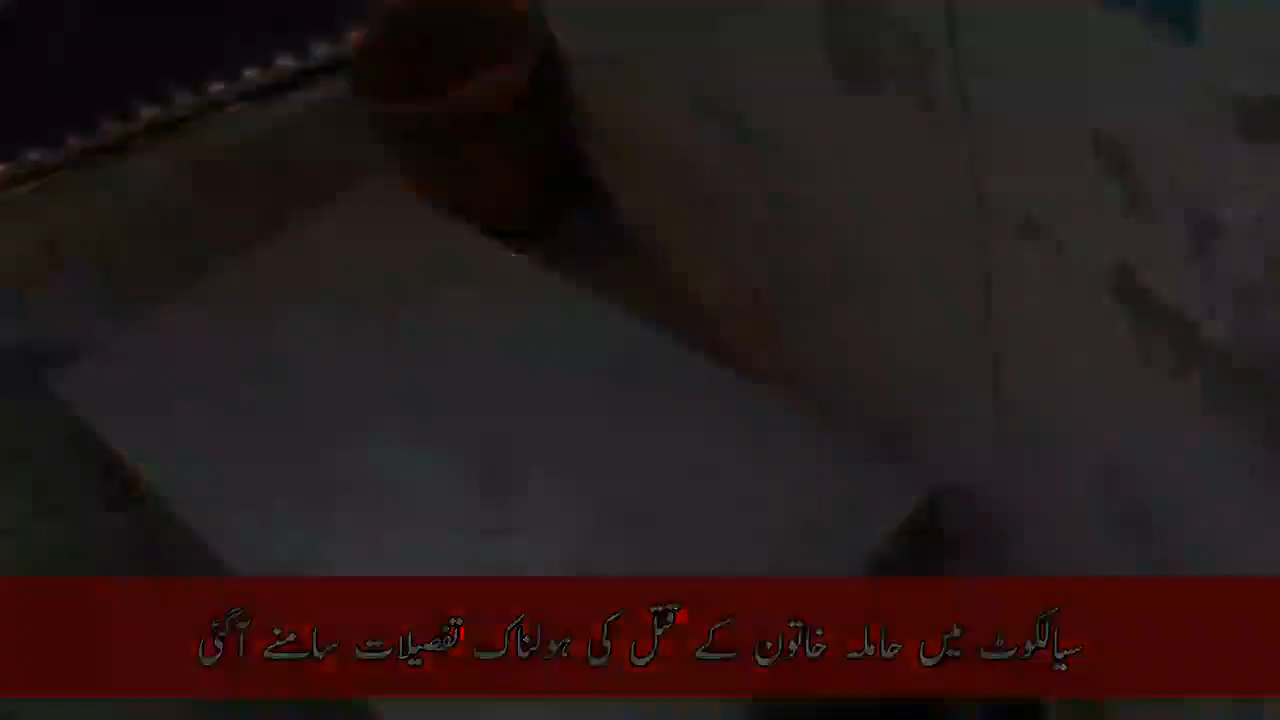 سیالکوٹ میں حاملہ خاتون کے قتل کی ہولناک تفصیلات سامنے آگئی